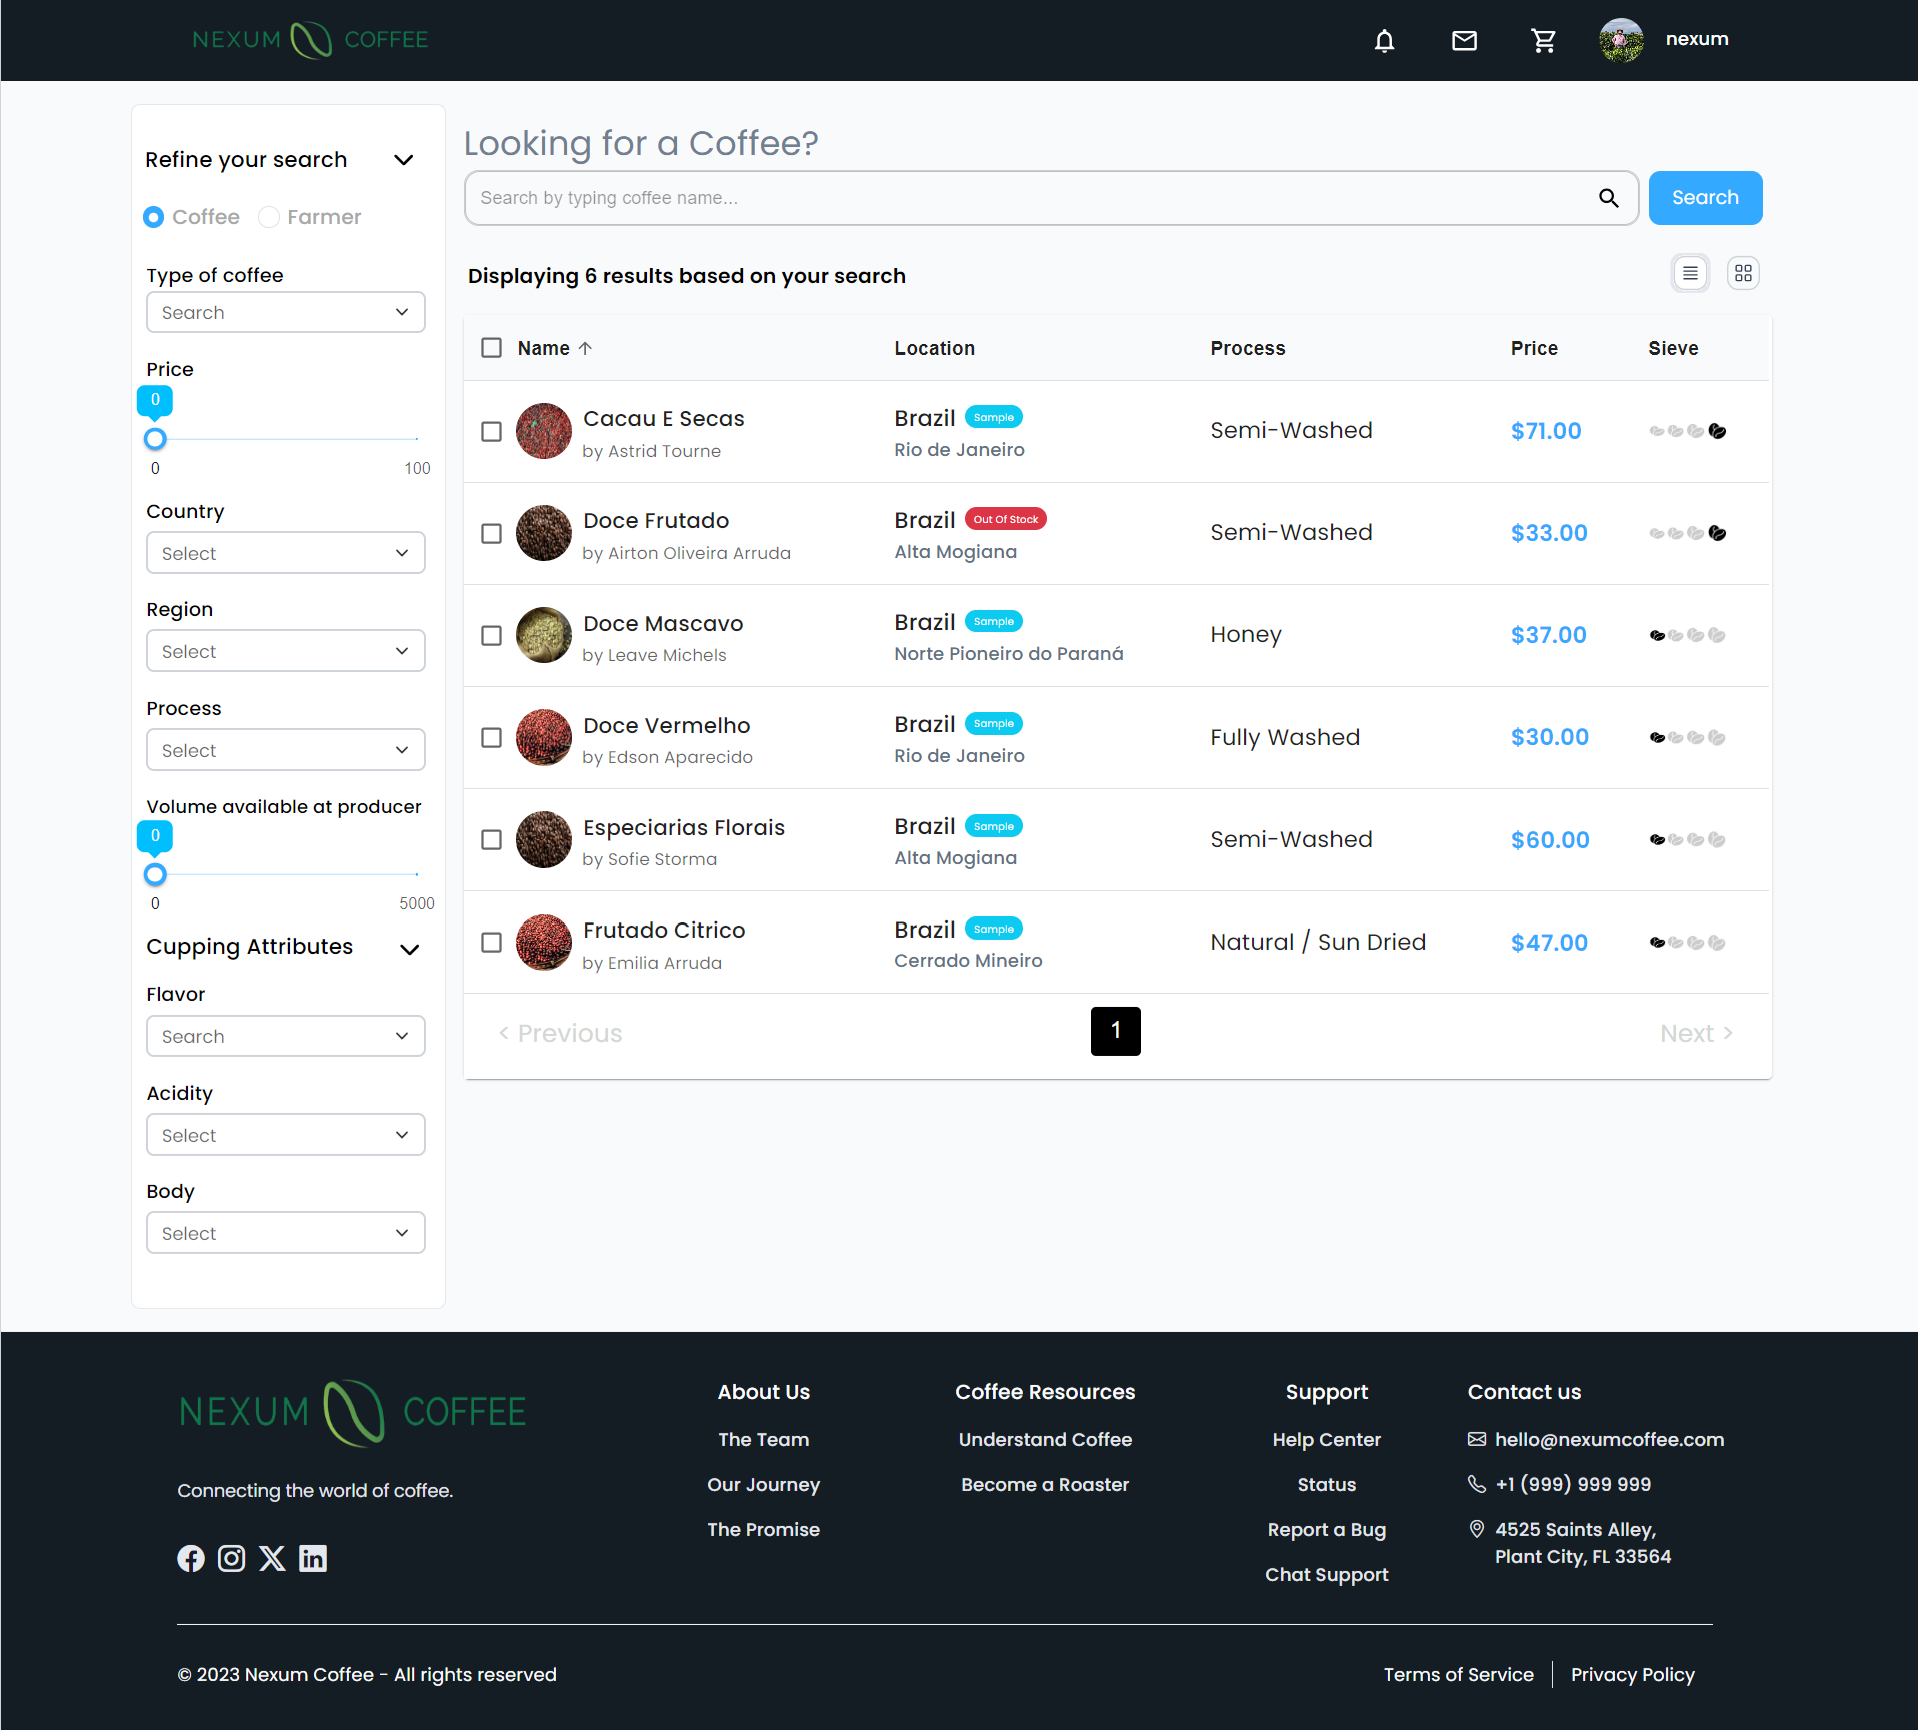 NEXUM COFFEE
nexum
Refine your search
Coffee Farmer
Type of coffee
Search
Price
0
0 100
Country
Select
Region
Select
Process
Select
Volume available at producer
0
0 5000
Cupping Attributes
Flavor
Search
Acidity
Select
Body
Select
Looking for a Coffee?
Search by typing coffee name...
Search
Displaying 6 results based on your search
Name Location Process Price Sieve
Cacau E Secas Brazil Sample Semi-Washed $71.00
by Astrid Tourne Rio de Janeiro
Doce Frutado Brazil Out Of Stock Semi-Washed $33.00
by Airton Oliveira Arruda Alta Mogiana
Doce Mascavo Brazil Sample Honey $37.00
by Leave Michels Norte Pioneiro do Paraná
Doce Vermelho Brazil Sample Fully Washed $30.00
by Edson Aparecido Rio de Janeiro
Especiarias Florais Brazil Sample Semi-Washed $60.00
by Sofie Storma Alta Mogiana
Frutado Citrico Brazil Sample Natural / Sun Dried $47.00
by Emilia Arruda Cerrado Mineiro
< Previous 1 Next >
NEXUM COFFEE
Connecting the world of coffee.
About Us
The Team
Our Journey
The Promise
Coffee Resources
Understand Coffee
Become a Roaster
Support
Help Center
Status
Report a Bug
Chat Support
Contact us
hello@nexumcoffee.com
+1 (999) 999 999
4525 Saints Alley,
Plant City, FL 33564
© 2023 Nexum Coffee - All rights reserved
Terms of Service | Privacy Policy